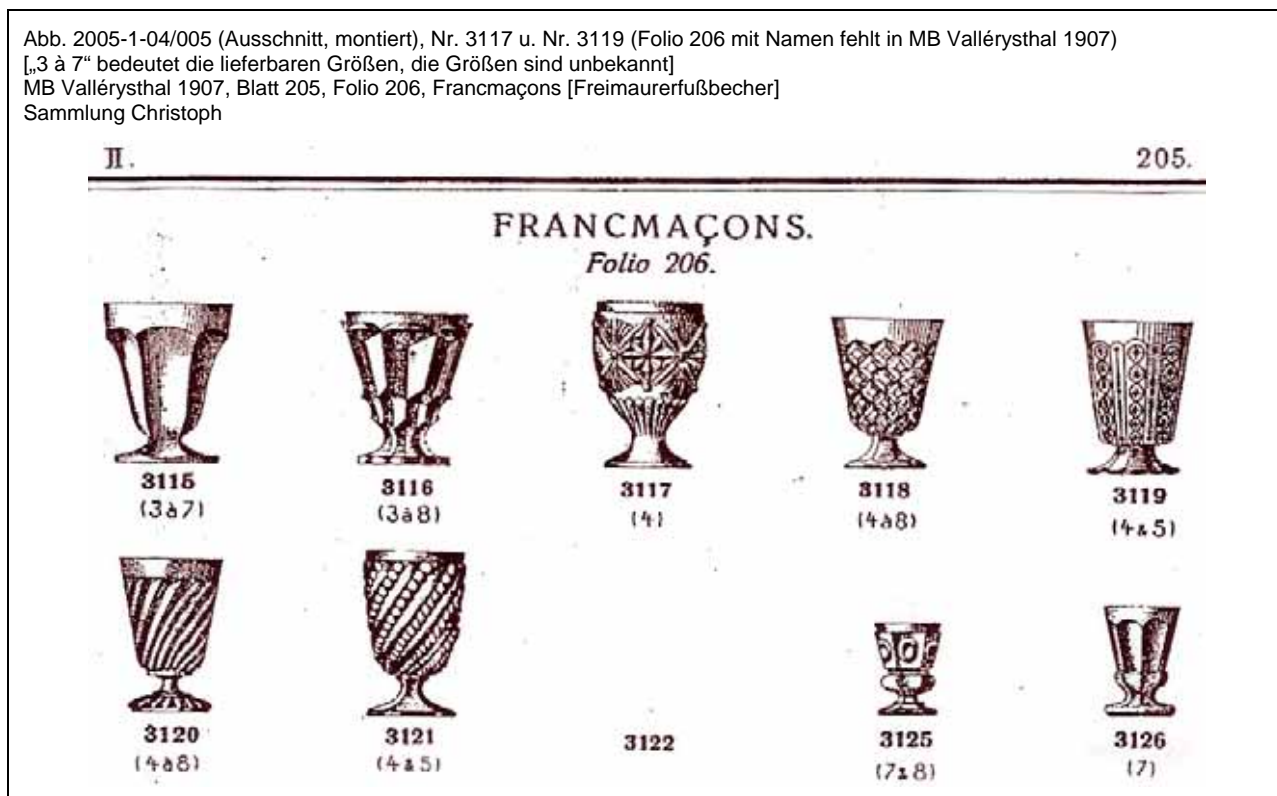 Abb. 2005-1-04/005 (Ausschnitt, montiert), Nr. 3117 u. Nr. 3119 (Folio 206 mit Namen fehlt in MB Vallérysthal 1907)
[„3 à 7“ bedeutet die lieferbaren Größen, die Größen sind unbekannt]
MB Vallérysthal 1907, Blatt 205, Folio 206, Francmaçons [Freimaurerfußbecher]
Sammlung Christoph
II. 205.
FRANCMAÇONS.
Folio 206.
3115 3116 3117 3118 3119
(3à7) (3à8) (4) (4à8) (4&5)
3120 3121 3122 3125 3126
(4à8) (4&5) (7&8) (7)